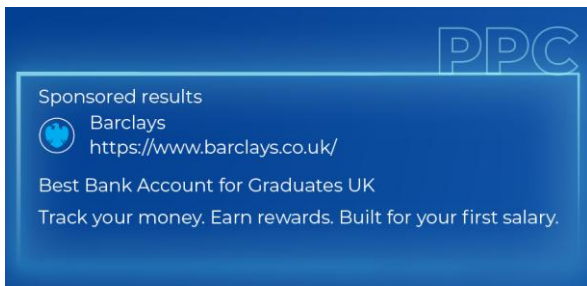 PPC
Sponsored results
Barclays
https://www.barclays.co.uk/
Best Bank Account for Graduates UK
Track your money. Earn rewards. Built for your first salary.